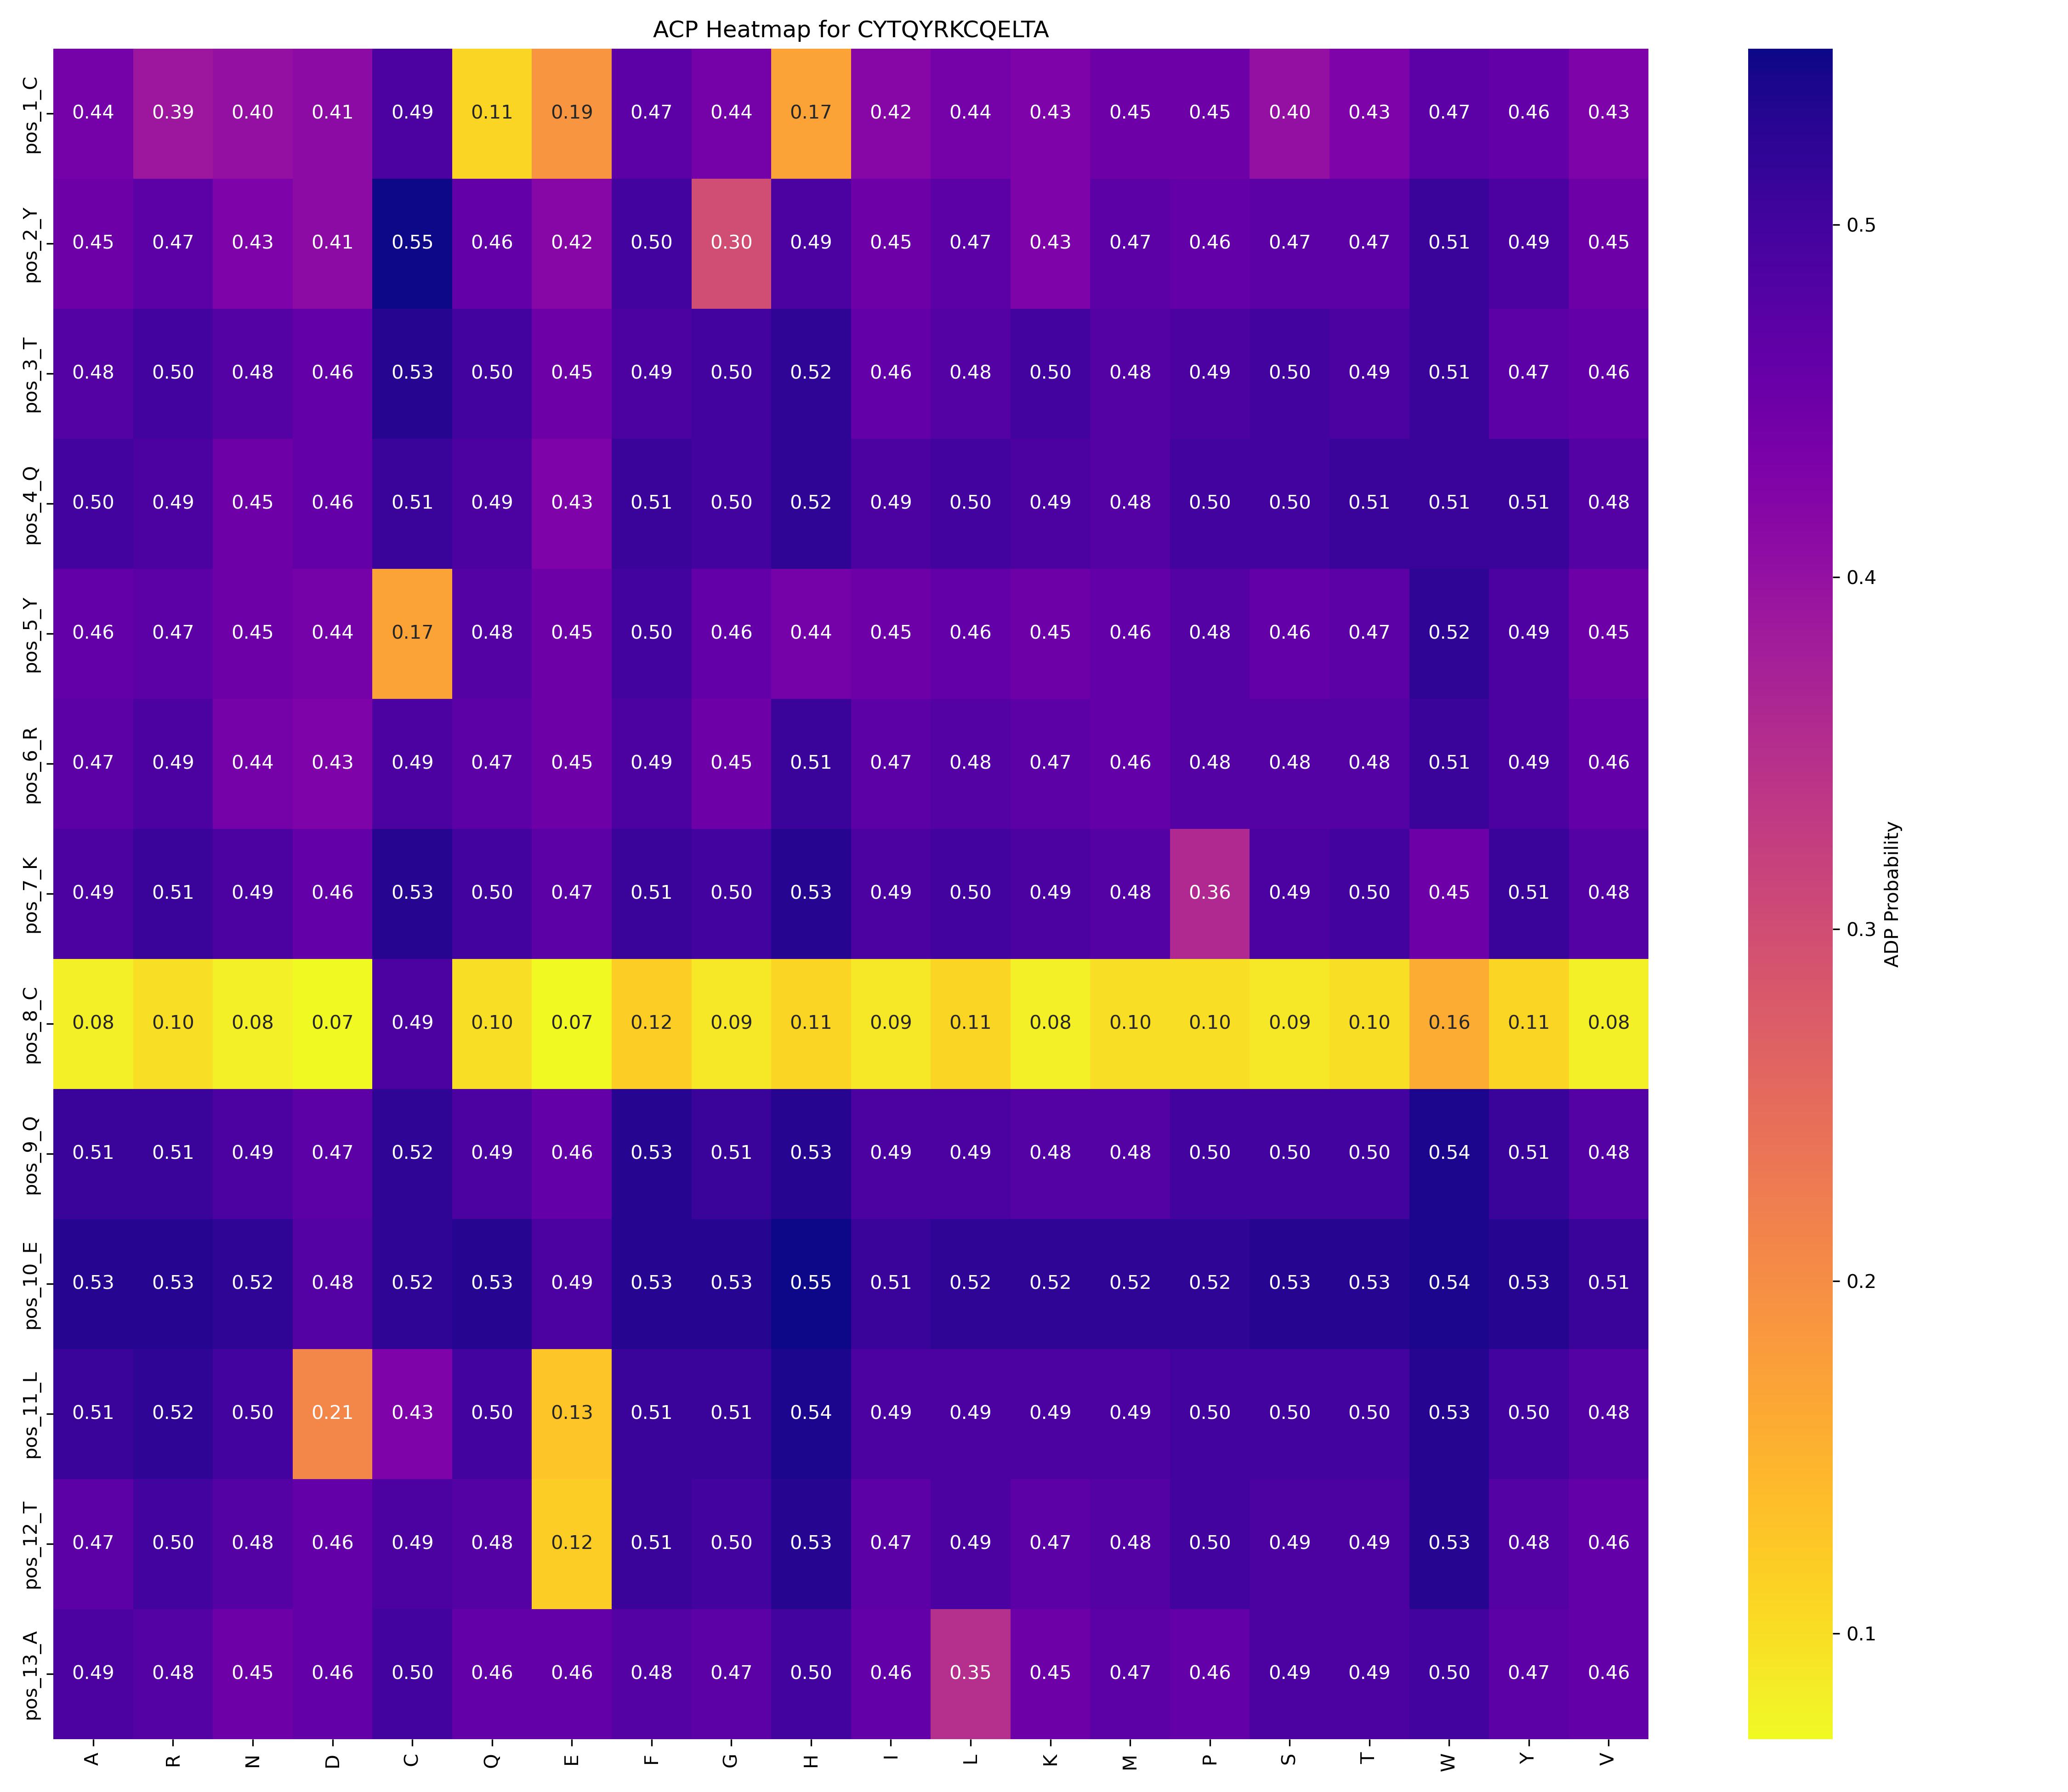 ACP Heatmap for CYTQYRKCQELTA
pos_1_C 0.44 0.39 0.40 0.41 0.49 0.11 0.19 0.47 0.44 0.17 0.42 0.44 0.43 0.45 0.45 0.40 0.43 0.47 0.46 0.43
pos_2_Y 0.45 0.47 0.43 0.41 0.55 0.46 0.42 0.50 0.30 0.49 0.45 0.47 0.43 0.47 0.46 0.47 0.47 0.51 0.49 0.45
pos_3_T 0.48 0.50 0.48 0.46 0.53 0.50 0.45 0.49 0.50 0.52 0.46 0.48 0.50 0.48 0.49 0.50 0.49 0.51 0.47 0.46
pos_4_Q 0.50 0.49 0.45 0.46 0.51 0.49 0.43 0.51 0.50 0.52 0.49 0.50 0.49 0.48 0.50 0.50 0.51 0.51 0.51 0.48
pos_5_Y 0.46 0.47 0.45 0.44 0.17 0.48 0.45 0.50 0.46 0.44 0.45 0.46 0.45 0.46 0.48 0.46 0.47 0.52 0.49 0.45
pos_6_R 0.47 0.49 0.44 0.43 0.49 0.47 0.45 0.49 0.45 0.51 0.47 0.48 0.47 0.46 0.48 0.48 0.48 0.51 0.49 0.46
pos_7_K 0.49 0.51 0.49 0.46 0.53 0.50 0.47 0.51 0.50 0.53 0.49 0.50 0.49 0.48 0.36 0.49 0.50 0.45 0.51 0.48
pos_8_C 0.08 0.10 0.08 0.07 0.49 0.10 0.07 0.12 0.09 0.11 0.09 0.11 0.08 0.10 0.10 0.09 0.10 0.16 0.11 0.08
pos_9_Q 0.51 0.51 0.49 0.47 0.52 0.49 0.46 0.53 0.51 0.53 0.49 0.49 0.48 0.48 0.50 0.50 0.50 0.54 0.51 0.48
pos_10_E 0.53 0.53 0.52 0.48 0.52 0.53 0.49 0.53 0.53 0.55 0.51 0.52 0.52 0.52 0.52 0.53 0.53 0.54 0.53 0.51
pos_11_L 0.51 0.52 0.50 0.21 0.43 0.50 0.13 0.51 0.51 0.54 0.49 0.49 0.49 0.49 0.50 0.50 0.50 0.53 0.50 0.48
pos_12_T 0.47 0.50 0.48 0.46 0.49 0.48 0.12 0.51 0.50 0.53 0.47 0.49 0.47 0.48 0.50 0.49 0.49 0.53 0.48 0.46
pos_13_A 0.49 0.48 0.45 0.46 0.50 0.46 0.46 0.48 0.47 0.50 0.46 0.35 0.45 0.47 0.46 0.49 0.49 0.50 0.47 0.46
A R N D C Q E F G H I L K M P S T W Y V
0.5
0.4
0.3
0.2
0.1
ADP Probability